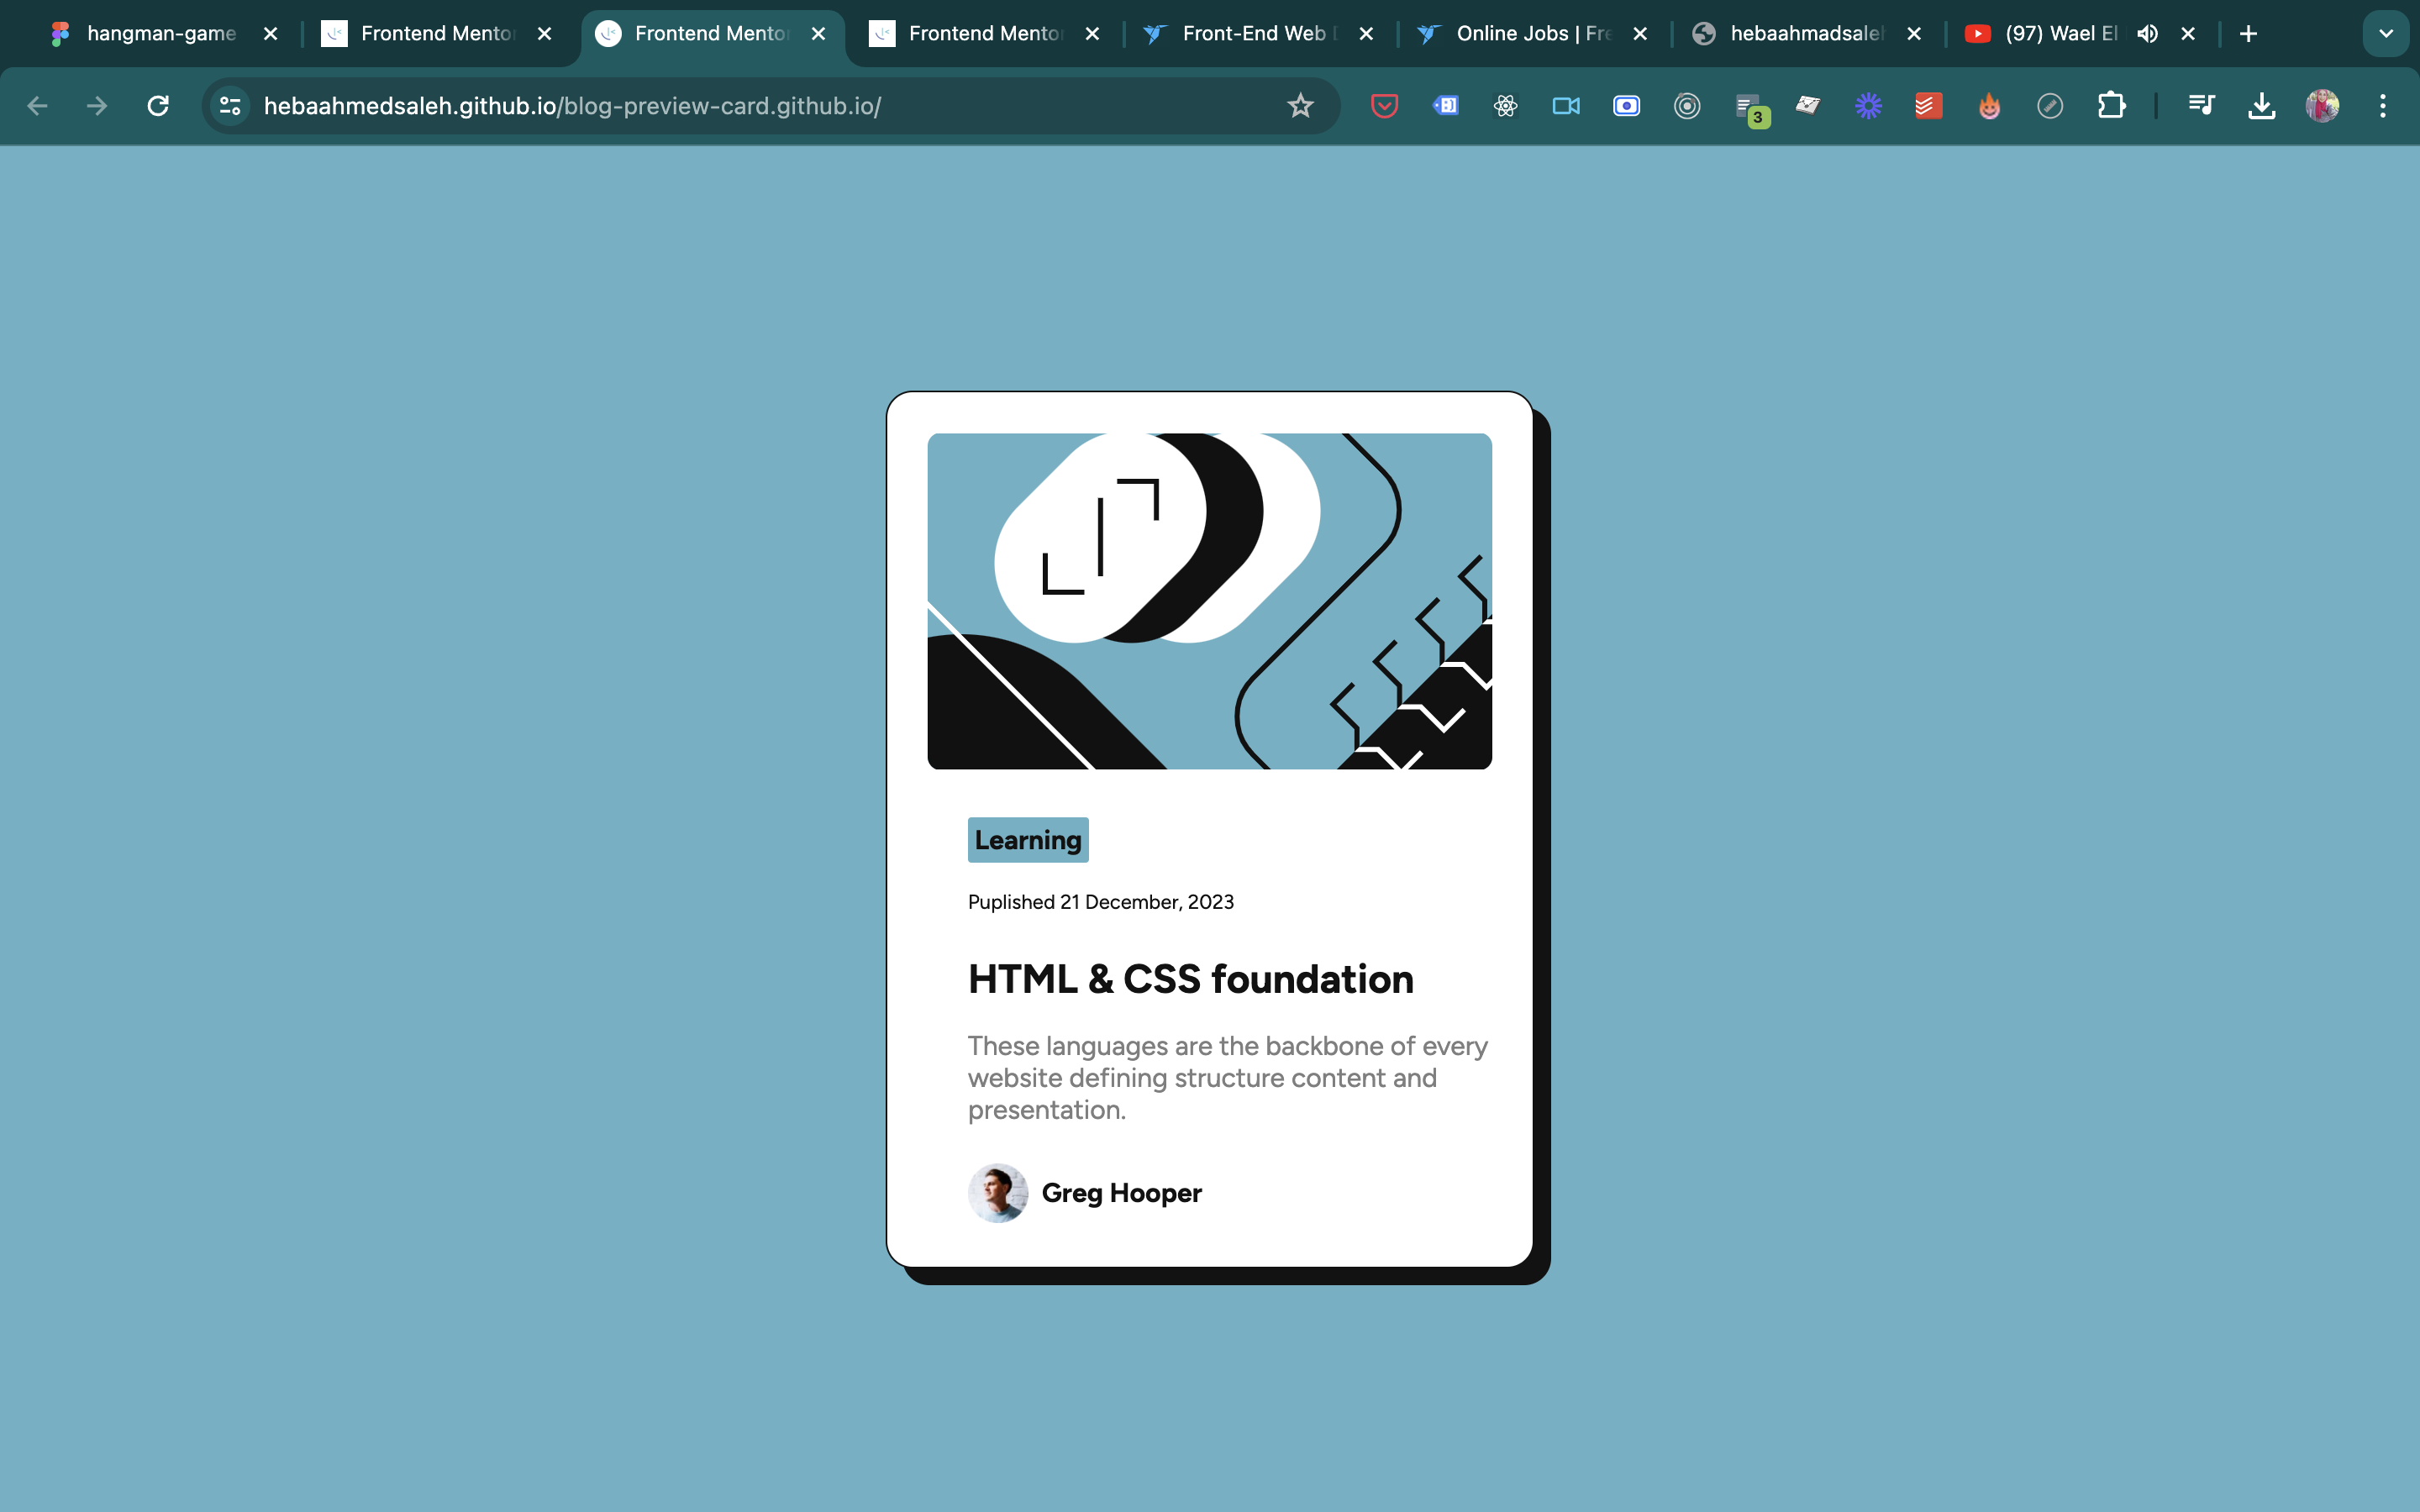 hangman-game
Frontend Mento
Frontend Mento
Frontend Mento
Front-End Web
Online Jobs | Fre
hebaahmadsaleh
(97) Wael El
hebaahmedsaleh.github.io/blog-preview-card.github.io/
3
Learning
Puplished 21 December, 2023
HTML & CSS foundation
These languages are the backbone of every
website defining structure content and
presentation.
Greg Hooper